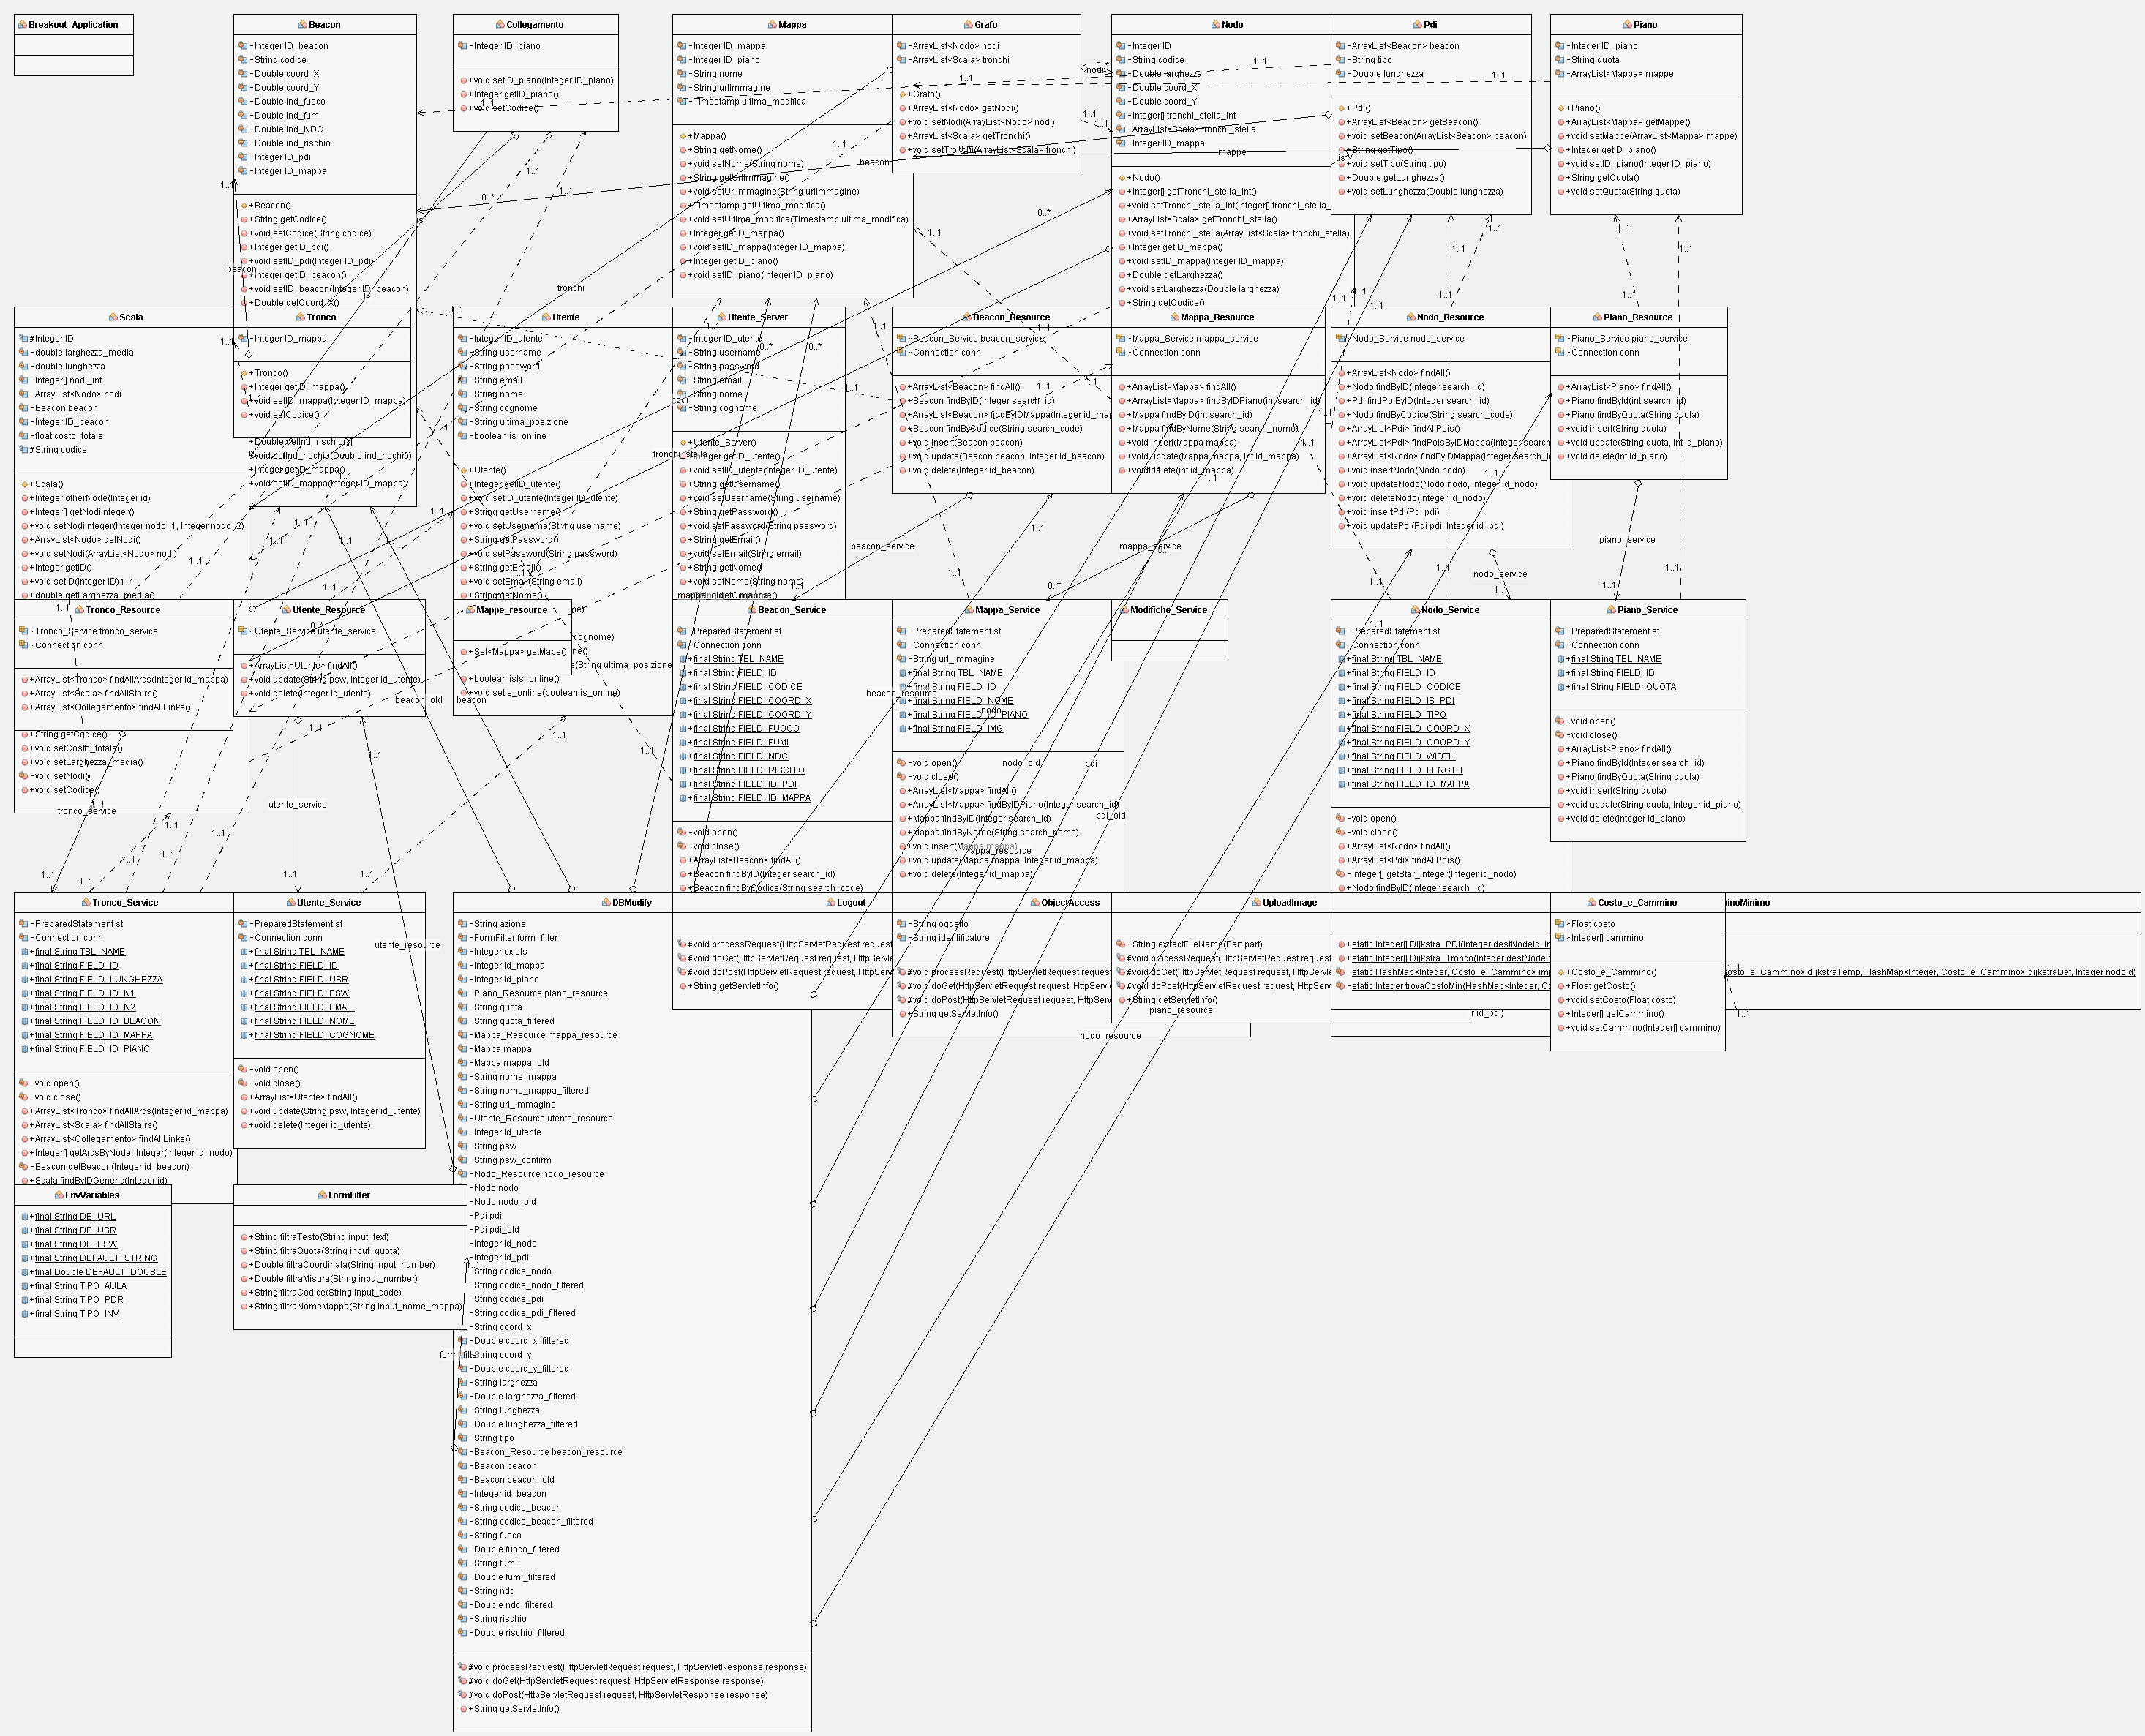 Breakout_Application
Beacon
-Integer ID_beacon
-String codice
-Double coord_X
-Double coord_Y
-Double ind_fuoco
-Double ind_fumi
-Double ind_NDC
-Double ind_rischio
-Integer ID_pdi
-Integer ID_mappa
+Beacon()
+String getCodice()
+void setCodice(String codice)
+Integer getID_pdi()
+void setID_pdi(Integer ID_pdi)
+Integer getID_beacon()
+void setID_beacon(Integer ID_beacon)
+Double getCoord_X()
+Double getInd_rischio()
+void setInd_rischio(Double ind_rischio)
+Integer getID_mappa()
+void setID_mappa(Integer ID_mappa)
Collegamento
-Integer ID_piano
+void setID_piano(Integer ID_piano)
+Integer getID_piano()
+void setCodice()
Mappa
-Integer ID_mappa
-Integer ID_piano
-String nome
-String urlImmagine
-Timestamp ultima_modifica
+Mappa()
+String getNome()
+void setNome(String nome)
+String getUrlImmagine()
+void setUrlImmagine(String urlImmagine)
+Timestamp getUltima_modifica()
+void setUltima_modifica(Timestamp ultima_modifica)
+Integer getID_mappa()
+void setID_mappa(Integer ID_mappa)
+Integer getID_piano()
+void setID_piano(Integer ID_piano)
Grafo
-ArrayList<Nodo> nodi
-ArrayList<Scala> tronchi
+Grafo()
+ArrayList<Nodo> getNodi()
+void setNodi(ArrayList<Nodo> nodi)
+ArrayList<Scala> getTronchi()
+void setTronchi(ArrayList<Scala> tronchi)
Nodo
-Integer ID
-String codice
-Double larghezza
-Double coord_X
-Double coord_Y
-Integer[] tronchi_stella_int
-ArrayList<Scala> tronchi_stella
-Integer ID_mappa
+Nodo()
+Integer[] getTronchi_stella_int()
+void setTronchi_stella_int(Integer[] tronchi_stella_
+ArrayList<Scala> getTronchi_stella()
+void setTronchi_stella(ArrayList<Scala> tronchi_stella)
+Integer getID_mappa()
+void setID_mappa(Integer ID_mappa)
+Double getLarghezza()
+void setLarghezza(Double larghezza)
+String getCodice()
Pdi
-ArrayList<Beacon> beacon
-String tipo
-Double lunghezza
+Pdi()
+ArrayList<Beacon> getBeacon()
+void setBeacon(ArrayList<Beacon> beacon)
+String getTipo()
+void setTipo(String tipo)
+Double getLunghezza()
+void setLunghezza(Double lunghezza)
Piano
-Integer ID_piano
-String quota
-ArrayList<Mappa> mappe
+Piano()
+ArrayList<Mappa> getMappe()
+void setMappe(ArrayList<Mappa> mappe)
+Integer getID_piano()
+void setID_piano(Integer ID_piano)
+String getQuota()
+void setQuota(String quota)
Scala
#Integer ID
-double larghezza_media
-double lunghezza
-Integer[] nodi_int
-ArrayList<Nodo> nodi
-Beacon beacon
-Integer ID_beacon
-float costo_totale
#String codice
+Scala()
+Integer otherNode(Integer id)
+Integer[] getNodiInteger()
+void setNodiInteger(Integer nodo_1, Integer nodo_2)
+ArrayList<Nodo> getNodi()
+void setNodi(ArrayList<Nodo> nodi)
+Integer getID()
+void setID(Integer ID)
+double getLarghezza_media()
+String getCodice()
+void setCosto_totale()
+void setLarghezza_media()
-void setNodi()
+void setCodice()
Tronco
-Integer ID_mappa
+Tronco()
+Integer getID_mappa()
+void setID_mappa(Integer ID_mappa)
+void setCodice()
Utente
-Integer ID_utente
-String username
-String password
-String email
-String nome
-String cognome
-String ultima_posizione
-boolean is_online
+Utente()
+Integer getID_utente()
+void setID_utente(Integer ID_utente)
+String getUsername()
+void setUsername(String username)
+String getPassword()
+void setPassword(String password)
+String getEmail()
+void setEmail(String email)
+String getNome()
cognome)
(String ultima_posizione
+boolean isIs_online()
+void setIs_online(boolean is_online)
Utente_Server
-Integer ID_utente
-String username
-String password
-String email
-String nome
-String cognome
+Utente_Server()
+Integer getID_utente()
+void setID_utente(Integer ID_utente)
+String getUsername()
+void setUsername(String username)
+String getPassword()
+void setPassword(String password)
+String getEmail()
+void setEmail(String email)
+String getNome()
+void setNome(String nome)
Beacon_Resource
-Beacon_Service beacon_service
-Connection conn
+ArrayList<Beacon> findAll()
+Beacon findByID(Integer search_id)
+ArrayList<Beacon> findByIDMappa(Integer id_map
+Beacon findByCodice(String search_code)
+void insert(Beacon beacon)
+void update(Beacon beacon, Integer id_beacon)
+void delete(Integer id_beacon)
Mappa_Resource
-Mappa_Service mappa_service
-Connection conn
+ArrayList<Mappa> findAll()
+ArrayList<Mappa> findByIDPiano(int search_id)
+Mappa findByID(int search_id)
+Mappa findByNome(String search_nome)
+void insert(Mappa mappa)
+void update(Mappa mappa, int id_mappa)
+void delete(int id_mappa)
Nodo_Resource
-Nodo_Service nodo_service
-Connection conn
+ArrayList<Nodo> findAll()
+Nodo findByID(Integer search_id)
+Pdi findPoiByID(Integer search_id)
+Nodo findByCodice(String search_code)
+ArrayList<Pdi> findAllPois()
+ArrayList<Pdi> findPoisByIDMappa(Integer search
+ArrayList<Nodo> findByIDMappa(Integer search_id
+void insertNodo(Nodo nodo)
+void updateNodo(Nodo nodo, Integer id_nodo)
+void deleteNodo(Integer id_nodo)
+void insertPdi(Pdi pdi)
+void updatePoi(Pdi pdi, Integer id_pdi)
Piano_Resource
-Piano_Service piano_service
-Connection conn
+ArrayList<Piano> findAll()
+Piano findById(int search_id)
+Piano findByQuota(String quota)
+void insert(String quota)
+void update(String quota, int id_piano)
+void delete(int id_piano)
Tronco_Resource
-Tronco_Service tronco_service
-Connection conn
+ArrayList<Tronco> findAllArcs(Integer id_mappa)
+ArrayList<Scala> findAllStairs()
+ArrayList<Collegamento> findAllLinks()
Utente_Resource
-Utente_Service utente_service
+ArrayList<Utente> findAll()
+void update(String psw, Integer id_utente)
+void delete(Integer id_utente)
Mappe_resource
+Set<Mappa> getMaps()
Beacon_Service
-PreparedStatement st
-Connection conn
+final String TBL_NAME
+final String FIELD_ID
+final String FIELD_CODICE
+final String FIELD_COORD_X
+final String FIELD_COORD_Y
+final String FIELD_FUOCO
+final String FIELD_FUMI
+final String FIELD_NDC
+final String FIELD_RISCHIO
+final String FIELD_ID_PDI
+final String FIELD_ID_MAPPA
-void open()
-void close()
+ArrayList<Beacon> findAll()
+Beacon findByID(Integer search_id)
+Beacon findByCodice(String search_code)
Mappa_Service
-PreparedStatement st
-Connection conn
-String url_immagine
+final String TBL_NAME
+final String FIELD_ID
+final String FIELD_NOME
+final String FIELD_ID_PIANO
+final String FIELD_IMG
-void open()
-void close()
+ArrayList<Mappa> findAll()
+ArrayList<Mappa> findByIDPiano(Integer search_id)
+Mappa findByID(Integer search_id)
+Mappa findByNome(String search_nome)
+void insert(Mappa mappa)
+void update(Mappa mappa, Integer id_mappa)
+void delete(Integer id_mappa)
Modifiche_Service
Nodo_Service
-PreparedStatement st
-Connection conn
+final String TBL_NAME
+final String FIELD_ID
+final String FIELD_CODICE
+final String FIELD_IS_PDI
+final String FIELD_TIPO
+final String FIELD_COORD_X
+final String FIELD_COORD_Y
+final String FIELD_WIDTH
+final String FIELD_LENGTH
+final String FIELD_ID_MAPPA
-void open()
-void close()
+ArrayList<Nodo> findAll()
+ArrayList<Pdi> findAllPois()
-Integer[] getStar_Integer(Integer id_nodo)
+Nodo findByID(Integer search_id)
Piano_Service
-PreparedStatement st
-Connection conn
+final String TBL_NAME
+final String FIELD_ID
+final String FIELD_QUOTA
-void open()
-void close()
+ArrayList<Piano> findAll()
+Piano findById(Integer search_id)
+Piano findByQuota(String quota)
+void insert(String quota)
+void update(String quota, Integer id_piano)
+void delete(Integer id_piano)
Tronco_Service
-PreparedStatement st
-Connection conn
+final String TBL_NAME
+final String FIELD_ID
+final String FIELD_LUNGHEZZA
+final String FIELD_ID_N1
+final String FIELD_ID_N2
+final String FIELD_ID_BEACON
+final String FIELD_ID_MAPPA
+final String FIELD_ID_PIANO
-void open()
-void close()
+ArrayList<Tronco> findAllArcs(Integer id_mappa)
+ArrayList<Scala> findAllStairs()
+ArrayList<Collegamento> findAllLinks()
+Integer[] getArcsByNode_Integer(Integer id_nodo)
-Beacon getBeacon(Integer id_beacon)
+Scala findByIDGeneric(Integer id)
Utente_Service
-PreparedStatement st
-Connection conn
+final String TBL_NAME
+final String FIELD_ID
+final String FIELD_USR
+final String FIELD_PSW
+final String FIELD_EMAIL
+final String FIELD_NOME
+final String FIELD_COGNOME
-void open()
-void close()
+ArrayList<Utente> findAll()
+void update(String psw, Integer id_utente)
+void delete(Integer id_utente)
DBModify
-String azione
-FormFilter form_filter
-Integer exists
-Integer id_mappa
-Integer id_piano
-Piano_Resource piano_resource
-String quota
-String quota_filtered
-Mappa_Resource mappa_resource
-Mappa mappa
-Mappa mappa_old
-String nome_mappa
-String nome_mappa_filtered
-String url_immagine
-Utente_Resource utente_resource
-Integer id_utente
-String psw
-String psw_confirm
-Nodo_Resource nodo_resource
-Nodo nodo
-Nodo nodo_old
-Pdi pdi
-Pdi pdi_old
-Integer id_nodo
-Integer id_pdi
-String codice_nodo
-String codice_nodo_filtered
-String codice_pdi
-String codice_pdi_filtered
-String coord_x
-Double coord_x_filtered
-String coord_y
-Double coord_y_filtered
-String larghezza
-Double larghezza_filtered
-String lunghezza
-Double lunghezza_filtered
-String tipo
-Beacon_Resource beacon_resource
-Beacon beacon
-Beacon beacon_old
-Integer id_beacon
-String codice_beacon
-String codice_beacon_filtered
-String fuoco
-Double fuoco_filtered
-String fumi
-Double fumi_filtered
-String ndc
-Double ndc_filtered
-String rischio
-Double rischio_filtered
#void processRequest(HttpServletRequest request, HttpServletResponse response)
#void doGet(HttpServletRequest request, HttpServletResponse response)
#void doPost(HttpServletRequest request, HttpServletResponse response)
+String getServletInfo()
Logout
#void processRequest(HttpServletRequest request
#void doGet(HttpServletRequest request, HttpServ
#void doPost(HttpServletRequest request, HttpServ
+String getServletInfo()
ObjectAccess
-String oggetto
-String identificatore
#void processRequest(HttpServletRequest request
#void doGet(HttpServletRequest request, HttpServ
#void doPost(HttpServletRequest request, HttpServ
+String getServletInfo()
UploadImage
-String extractFileName(Part part)
#void processRequest(HttpServletRequest request
#void doGet(HttpServletRequest request, HttpServl
#void doPost(HttpServletRequest request, HttpServ
+String getServletInfo()
inoMinimo
+static Integer[] Dijkstra_PDI(Integer destNodeId, In
+static Integer[] Dijkstra_Tronco(Integer destNodeId
-static HashMap<Integer, Costo_e_Cammino> imp
-static Integer trovaCostoMin(HashMap<Integer, Co
osto_e_Cammino> dijkstraTemp, HashMap<Integer, Costo_e_Cammino> dijkstraDef, Integer nodoId)
r id_pdi)
Costo_e_Cammino
-Float costo
-Integer[] cammino
+Costo_e_Cammino()
+Float getCosto()
+void setCosto(Float costo)
+Integer[] getCammino()
+void setCammino(Integer[] cammino)
EnvVariables
+final String DB_URL
+final String DB_USR
+final String DB_PSW
+final String DEFAULT_STRING
+final Double DEFAULT_DOUBLE
+final String TIPO_AULA
+final String TIPO_PDR
+final String TIPO_INV
FormFilter
+String filtraTesto(String input_text)
+String filtraQuota(String input_quota)
+Double filtraCoordinata(String input_number)
+Double filtraMisura(String input_number)
+String filtraCodice(String input_code)
+String filtraNomeMappa(String input_nome_mappa)
beacon
is
is
tronchi
nodi
beacon
mappe
is
nodi
tronchi_stella
beacon_service
mappa_service
nodo_service
piano_service
tronco_service
utente_service
utente_resource
beacon_old
beacon
beacon_resource
nodo
nodo_old
mappa_resource
pdi
pdi_old
piano_resource
nodo_resource
form_filter
1..1
0..*